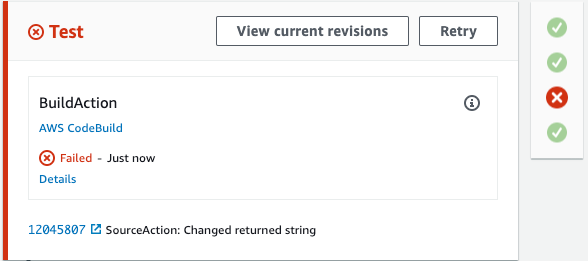 Test
View current revisions
Retry
BuildAction
AWS CodeBuild
Failed - Just now
Details
12045807 SourceAction: Changed returned string